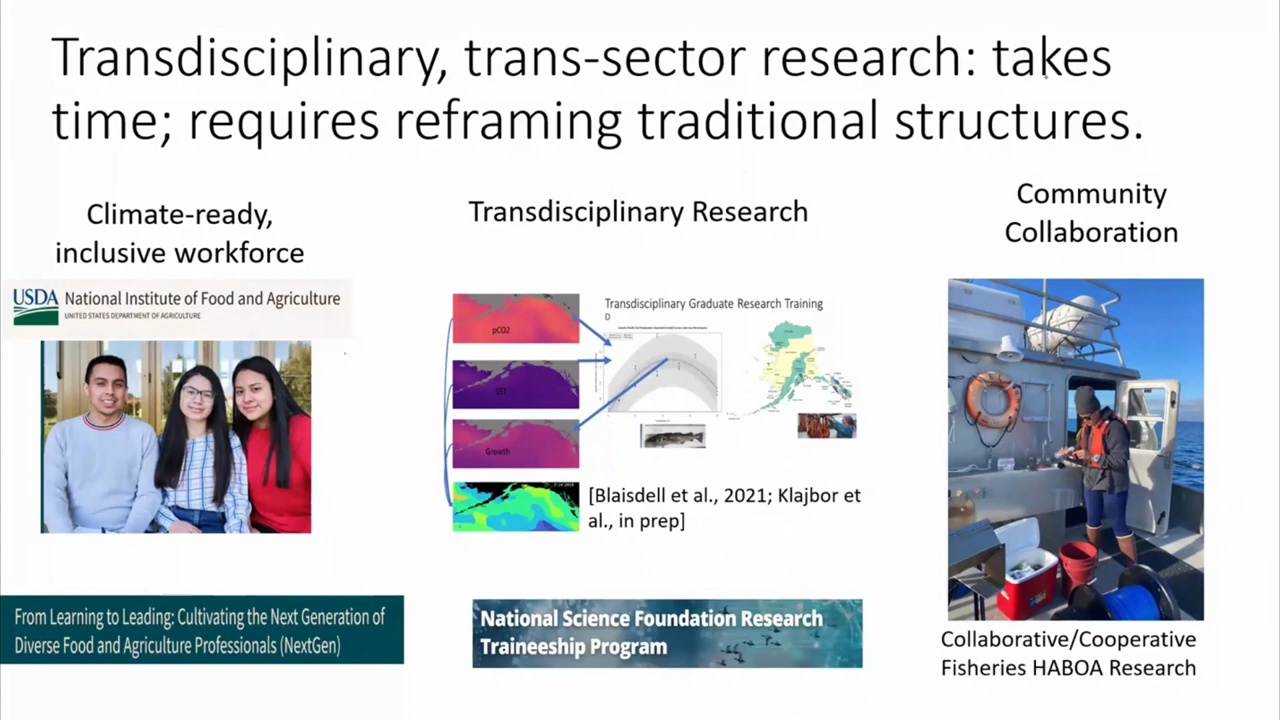 Transdisciplinary, trans-sector research: takes
time; requires reframing traditional structures.
Climate-ready,
inclusive workforce
USDA National Institute of Food and Agriculture
UNITED STATES DEPARTMENT OF AGRICULTURE
From Learning to Leading: Cultivating the Next Generation of
Diverse Food and Agriculture Professionals (NextGen)
Transdisciplinary Research
pCO2
SST
Growth
Transdisciplinary Graduate Research Training
D
[Blaisdell et al., 2021; Klajbor et
al., in prep]
National Science Foundation Research
Traineeship Program
Community
Collaboration
Collaborative/Cooperative
Fisheries HABOA Research